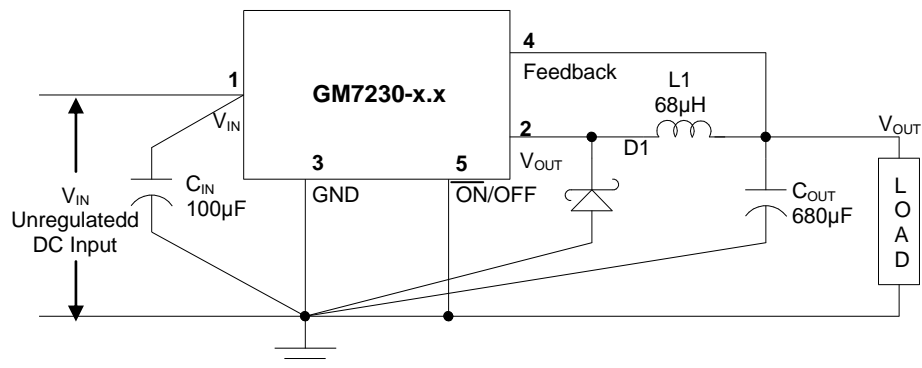 4
Feedback
L1
68µH
1
GM7230-x.x
V_IN
2
V_OUT
D1
V_OUT
3
GND
5
ON/OFF
C_IN
100µF
V_IN
Unregulatedd
DC Input
C_OUT
680µF
LOAD